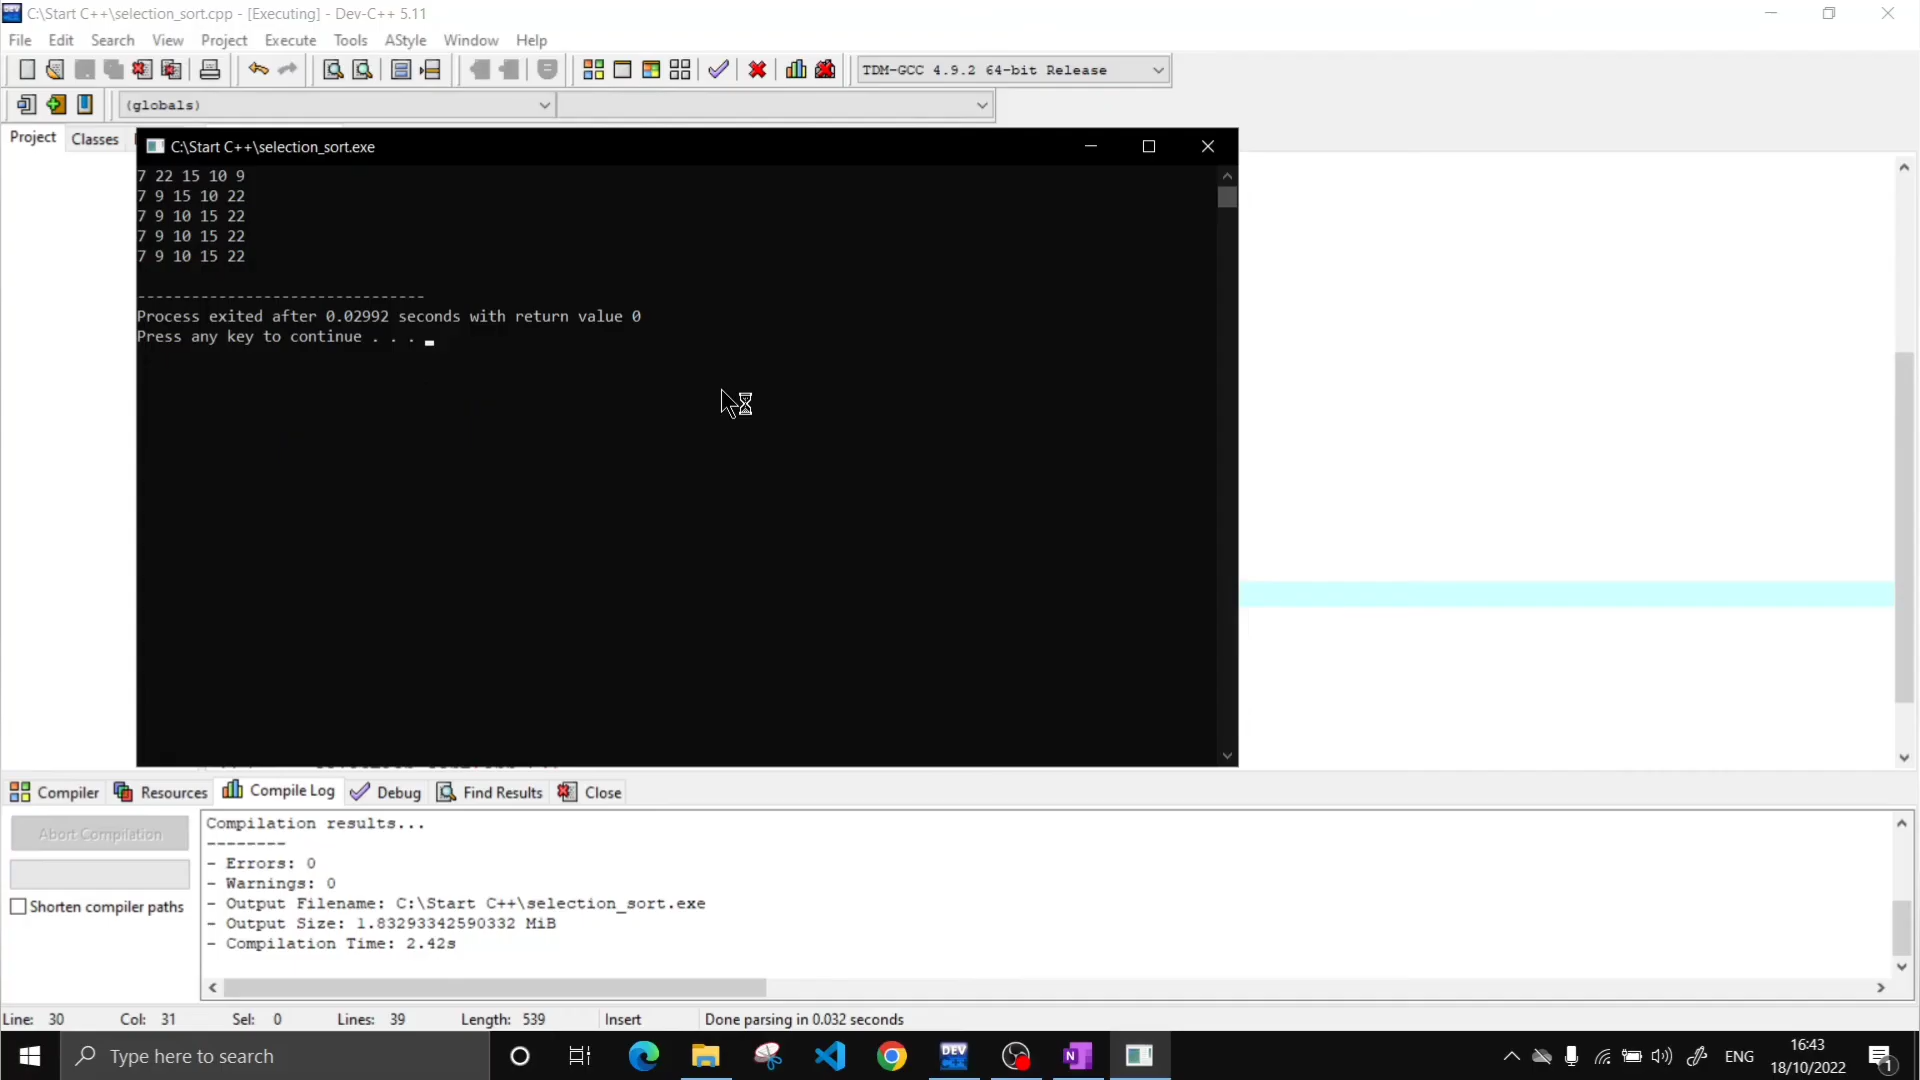 C:\Start C++\selection_sort.cpp - [Executing] - Dev-C++ 5.11
File Edit Search View Project Execute Tools AStyle Window Help
TDM-GCC 4.9.2 64-bit Release
(globals)
Project Classes
C:\Start C++\selection_sort.exe
7 22 15 10 9
7 9 15 10 22
7 9 10 15 22
7 9 10 15 22
7 9 10 15 22
--------------------------------
Process exited after 0.02992 seconds with return value 0
Press any key to continue . . .
Compiler Resources Compile Log Debug Find Results Close
Abort Compilation
Shorten compiler paths
Compilation results...
--------
- Errors: 0
- Warnings: 0
- Output Filename: C:\Start C++\selection_sort.exe
- Output Size: 1.83293342590332 MiB
- Compilation Time: 2.42s
Line: 30 Col: 31 Sel: 0 Lines: 39 Length: 539 Insert Done parsing in 0.032 seconds
Type here to search
DEV
N
ENG
16:43
18/10/2022
1